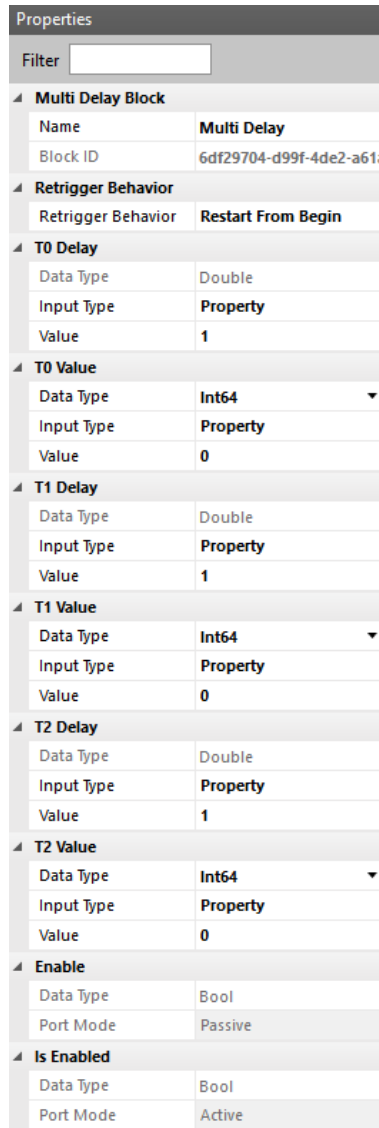 Properties
Filter
Multi Delay Block
Name Multi Delay
Block ID 6df29704-d99f-4de2-a61
Retrigger Behavior
Retrigger Behavior Restart From Begin
T0 Delay
Data Type Double
Input Type Property
Value 1
T0 Value
Data Type Int64
Input Type Property
Value 0
T1 Delay
Data Type Double
Input Type Property
Value 1
T1 Value
Data Type Int64
Input Type Property
Value 0
T2 Delay
Data Type Double
Input Type Property
Value 1
T2 Value
Data Type Int64
Input Type Property
Value 0
Enable
Data Type Bool
Port Mode Passive
Is Enabled
Data Type Bool
Port Mode Active